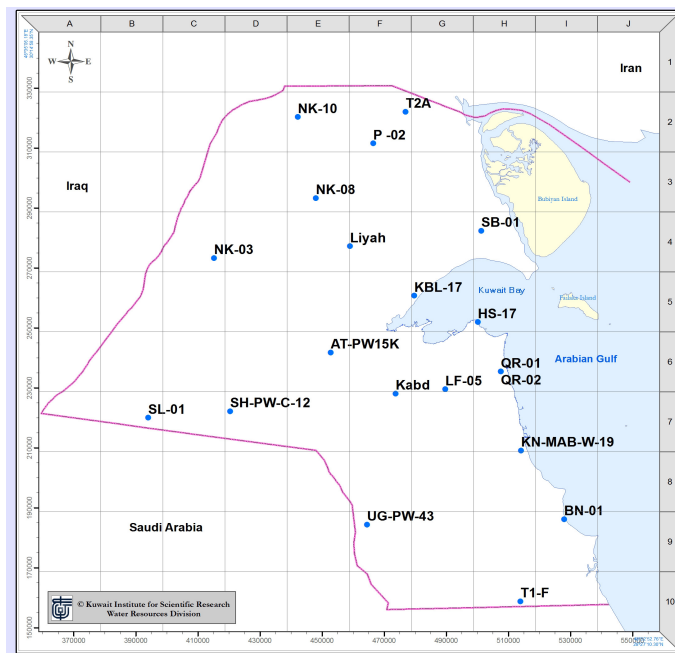 A B C D E F G H I J
N
W E
S
1
Iran
330000
NK-10
T2A
2
P -02
310000
Iraq
NK-08
3
Bubiyan Island
290000
SB-01
Liyah
4
NK-03
270000
KBL-17
Kuwait Bay
Failaka Island
5
HS-17
250000
AT-PW15K
Arabian Gulf
QR-01
6
Kabd
LF-05
QR-02
230000
SL-01
SH-PW-C-12
7
KN-MAB-W-19
210000
8
190000
UG-PW-43
BN-01
Saudi Arabia
9
170000
T1-F
© Kuwait Institute for Scientific Research
Water Resources Division
10
150000
370000 390000 410000 430000 450000 470000 490000 510000 530000 550000